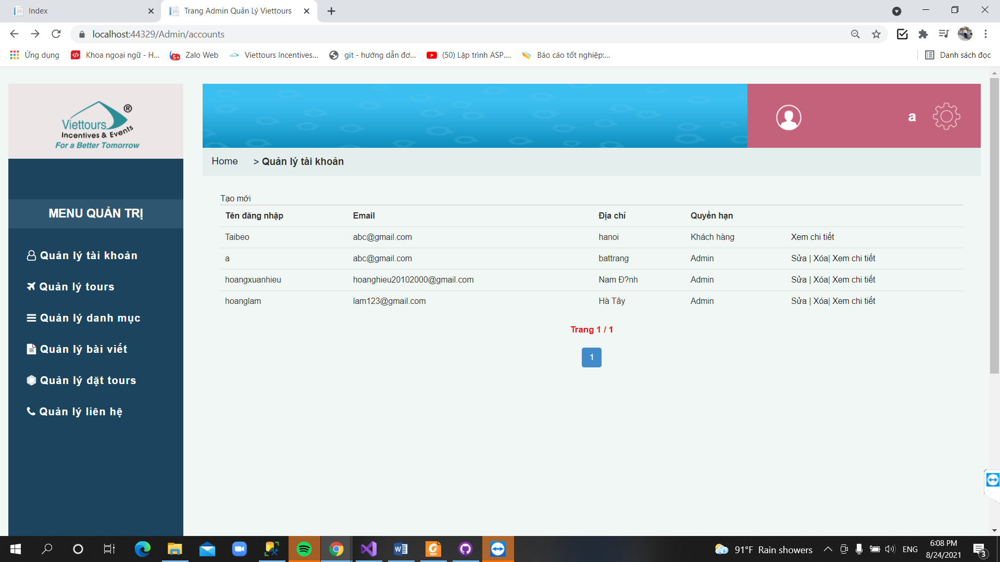 Index
Trang Admin Quản Lý Viettours
localhost:44329/Admin/accounts
Ứng dụng
Khoa ngoại ngữ - H...
5+
Zalo Web
Viettours Incentives...
git - hướng dẫn đơ...
(50) Lập trình ASP....
Báo cáo tốt nghiệp:...
Danh sách đọc
Viettours ®
Incentives & Events
For a Better Tomorrow
a
Home > Quản lý tài khoản
MENU QUẢN TRỊ
Quản lý tài khoản
Quản lý tours
Quản lý danh mục
Quản lý bài viết
Quản lý đặt tours
Quản lý liên hệ
Tạo mới
Tên đăng nhập Email Địa chỉ Quyền hạn
Taibeo abc@gmail.com hanoi Khách hàng Xem chi tiết
a abc@gmail.com battrang Admin Sửa | Xóa| Xem chi tiết
hoangxuanhieu hoanghieu20102000@gmail.com Nam Đ?nh Admin Sửa | Xóa| Xem chi tiết
hoanglam lam123@gmail.com Hà Tây Admin Sửa | Xóa| Xem chi tiết
Trang 1 / 1
1
91°F Rain showers
ENG
6:08 PM
8/24/2021
3